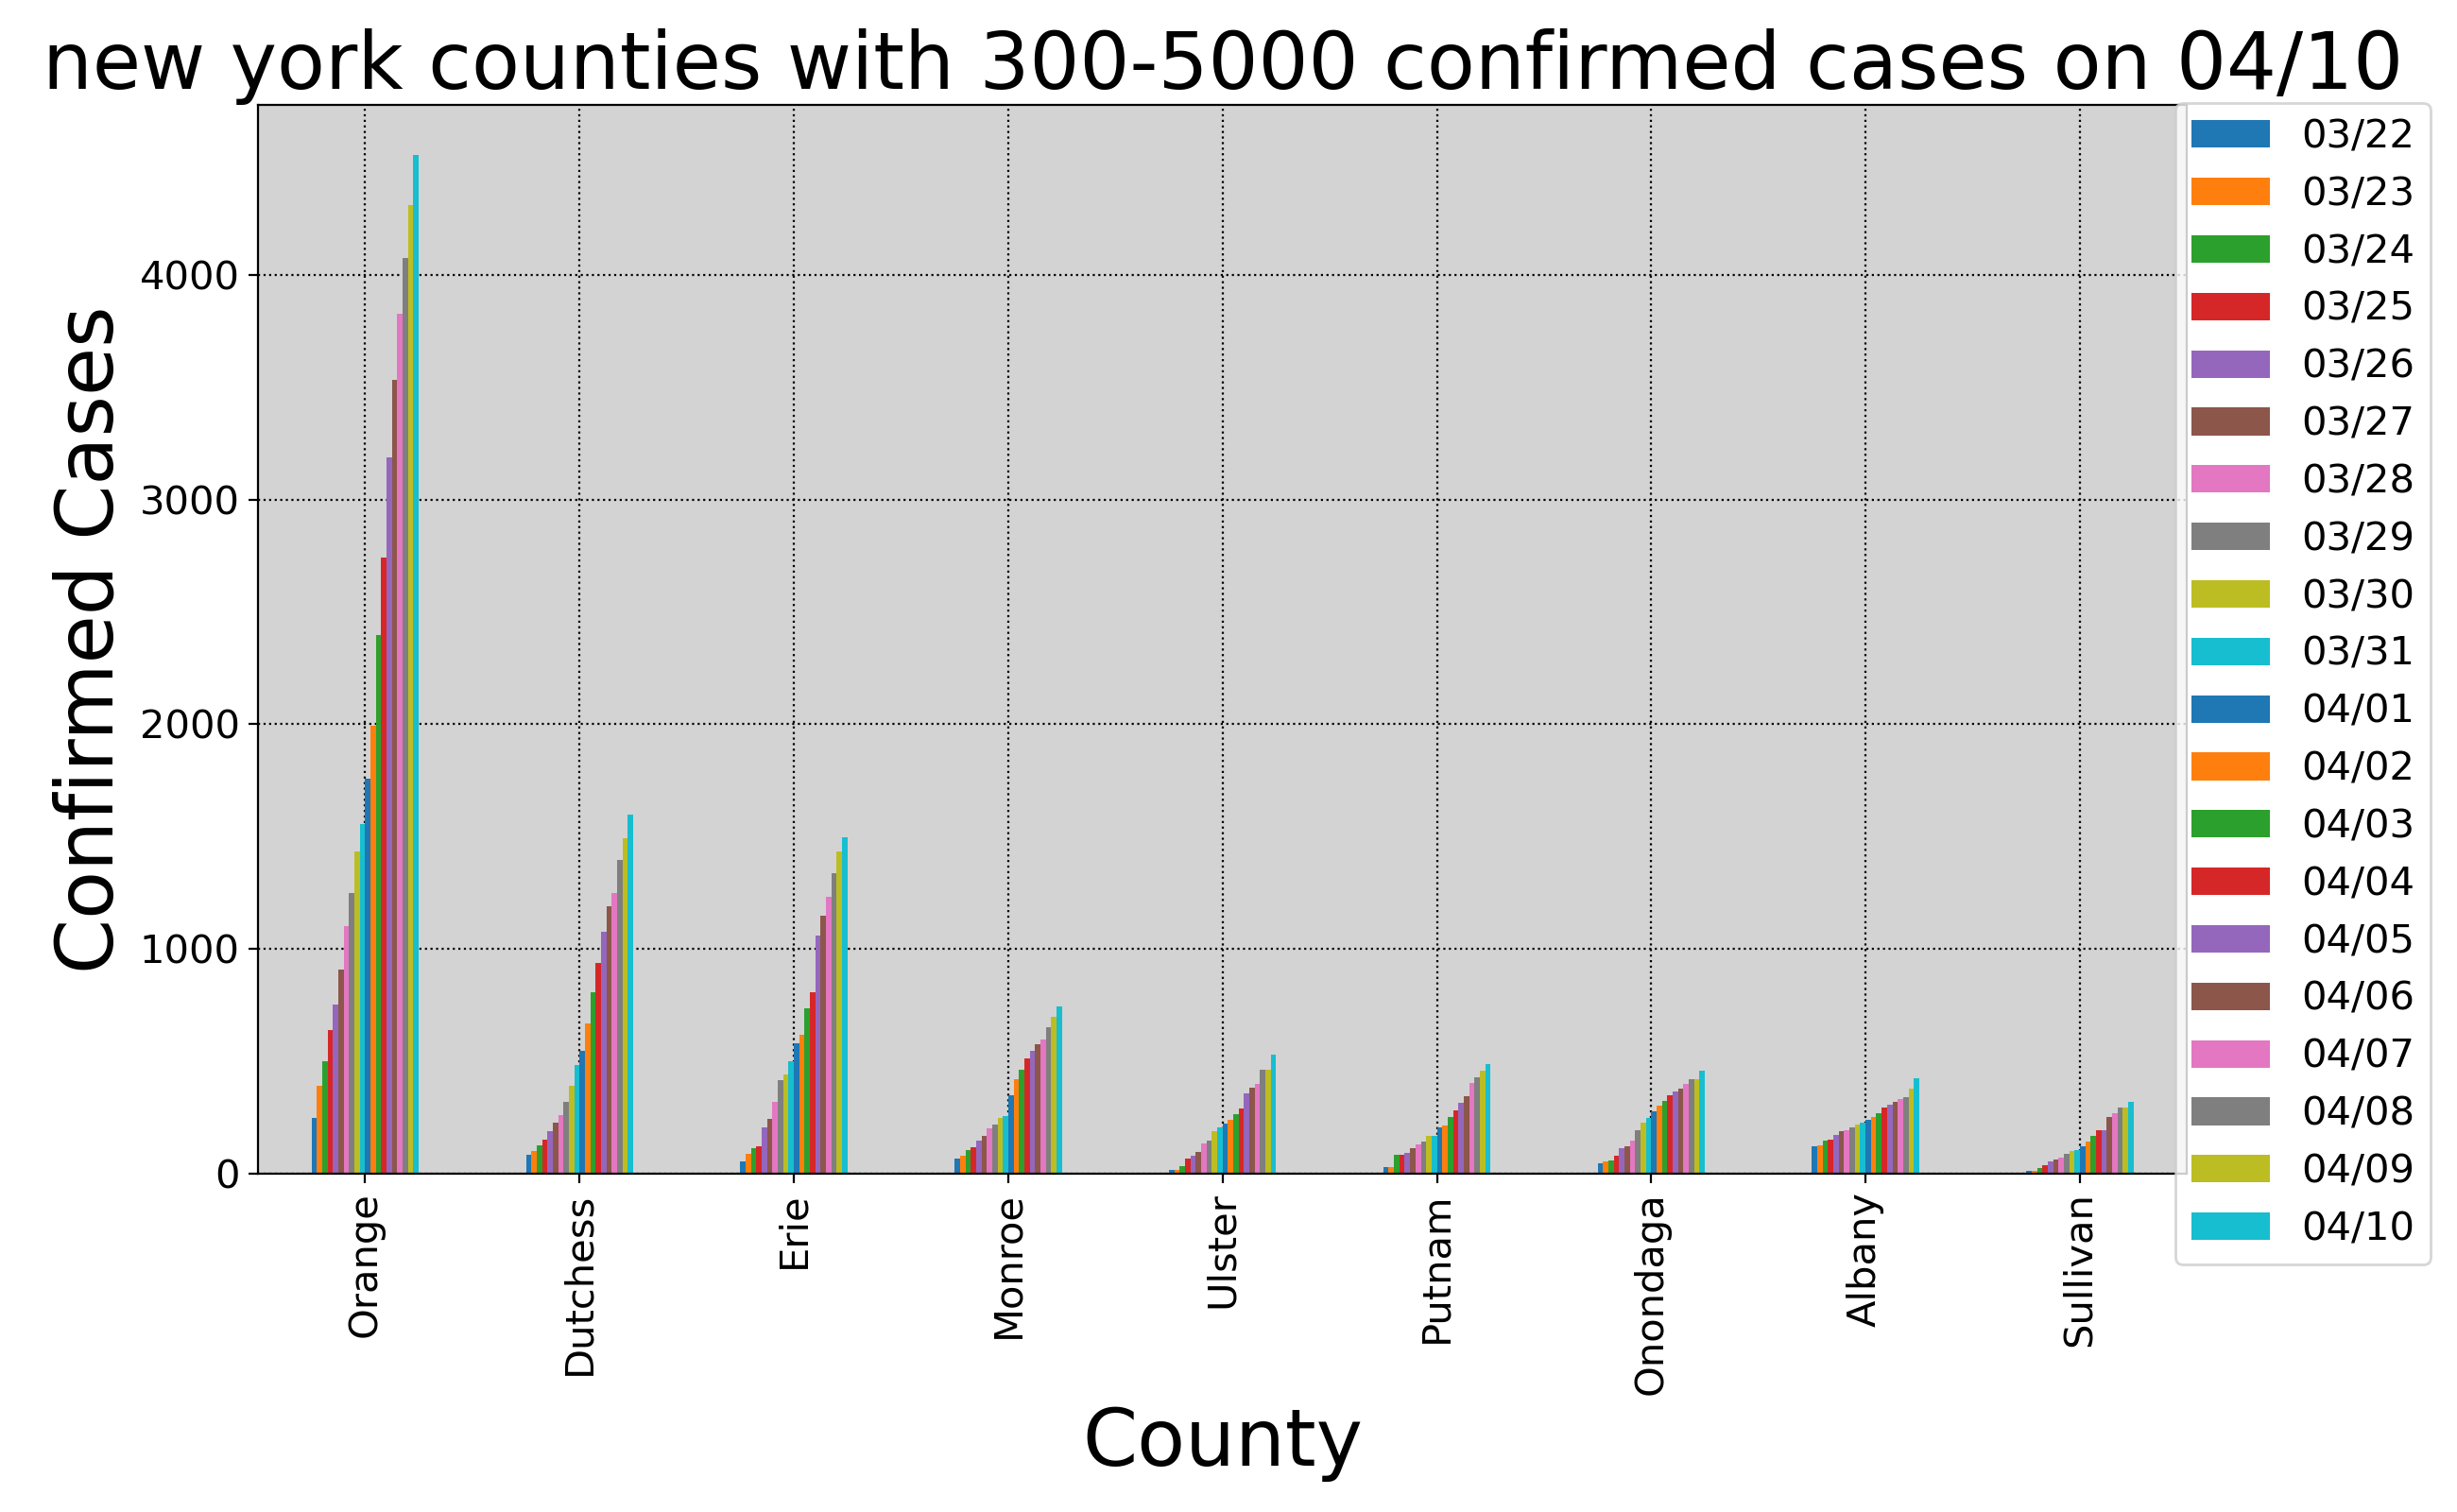 new york counties with 300-5000 confirmed cases on 04/10
Confirmed Cases
4000
3000
2000
1000
0
Orange
Dutchess
Erie
Monroe
Ulster
Putnam
Onondaga
Albany
Sullivan
County
03/22
03/23
03/24
03/25
03/26
03/27
03/28
03/29
03/30
03/31
04/01
04/02
04/03
04/04
04/05
04/06
04/07
04/08
04/09
04/10